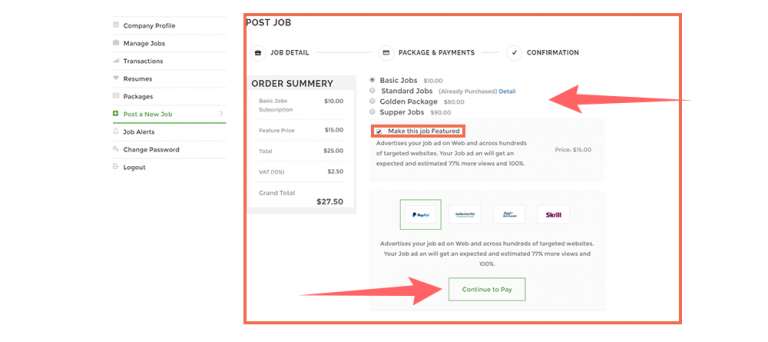 Company Profile
Manage Jobs
Transactions
Resumes
Packages
Post a New Job
Job Alerts
Change Password
Logout
POST JOB
JOB DETAIL
PACKAGE & PAYMENTS
CONFIRMATION
ORDER SUMMERY
Basic Jobs $10.00
Subscription
Feature Price $15.00
Total $25.00
VAT (10%) $2.50
Grand Total
$27.50
Basic Jobs $10.00
Standard Jobs (Already Purchased) Detail
Golden Package $60.00
Supper Jobs $90.00
Make this job Featured
Advertises your job ad on Web and across hundreds
of targeted websites. Your Job ad an will get an
expected and estimated 77% more views and 100%.
Price: $15.00
PayPal
Skrill
Advertises your job ad on Web and across hundreds of targeted websites.
Your Job ad an will get an expected and estimated 77% more views and
100%.
Continue to Pay